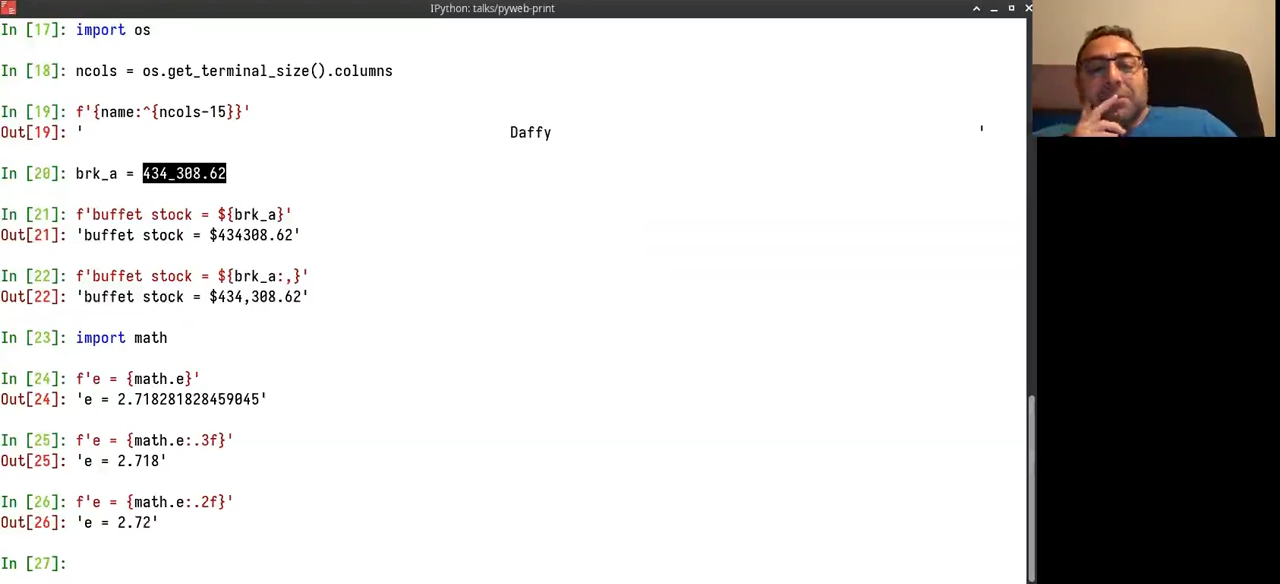 IPython: talks/pyweb-print
In [17]: import os
In [18]: ncols = os.get_terminal_size().columns
In [19]: f'{name:^{ncols-15}}'
Out[19]: '                                                    Daffy                                                    '
In [20]: brk_a = 434_308.62
In [21]: f'buffet stock = ${brk_a}'
Out[21]: 'buffet stock = $434308.62'
In [22]: f'buffet stock = ${brk_a:,}'
Out[22]: 'buffet stock = $434,308.62'
In [23]: import math
In [24]: f'e = {math.e}'
Out[24]: 'e = 2.718281828459045'
In [25]: f'e = {math.e:.3f}'
Out[25]: 'e = 2.718'
In [26]: f'e = {math.e:.2f}'
Out[26]: 'e = 2.72'
In [27]: